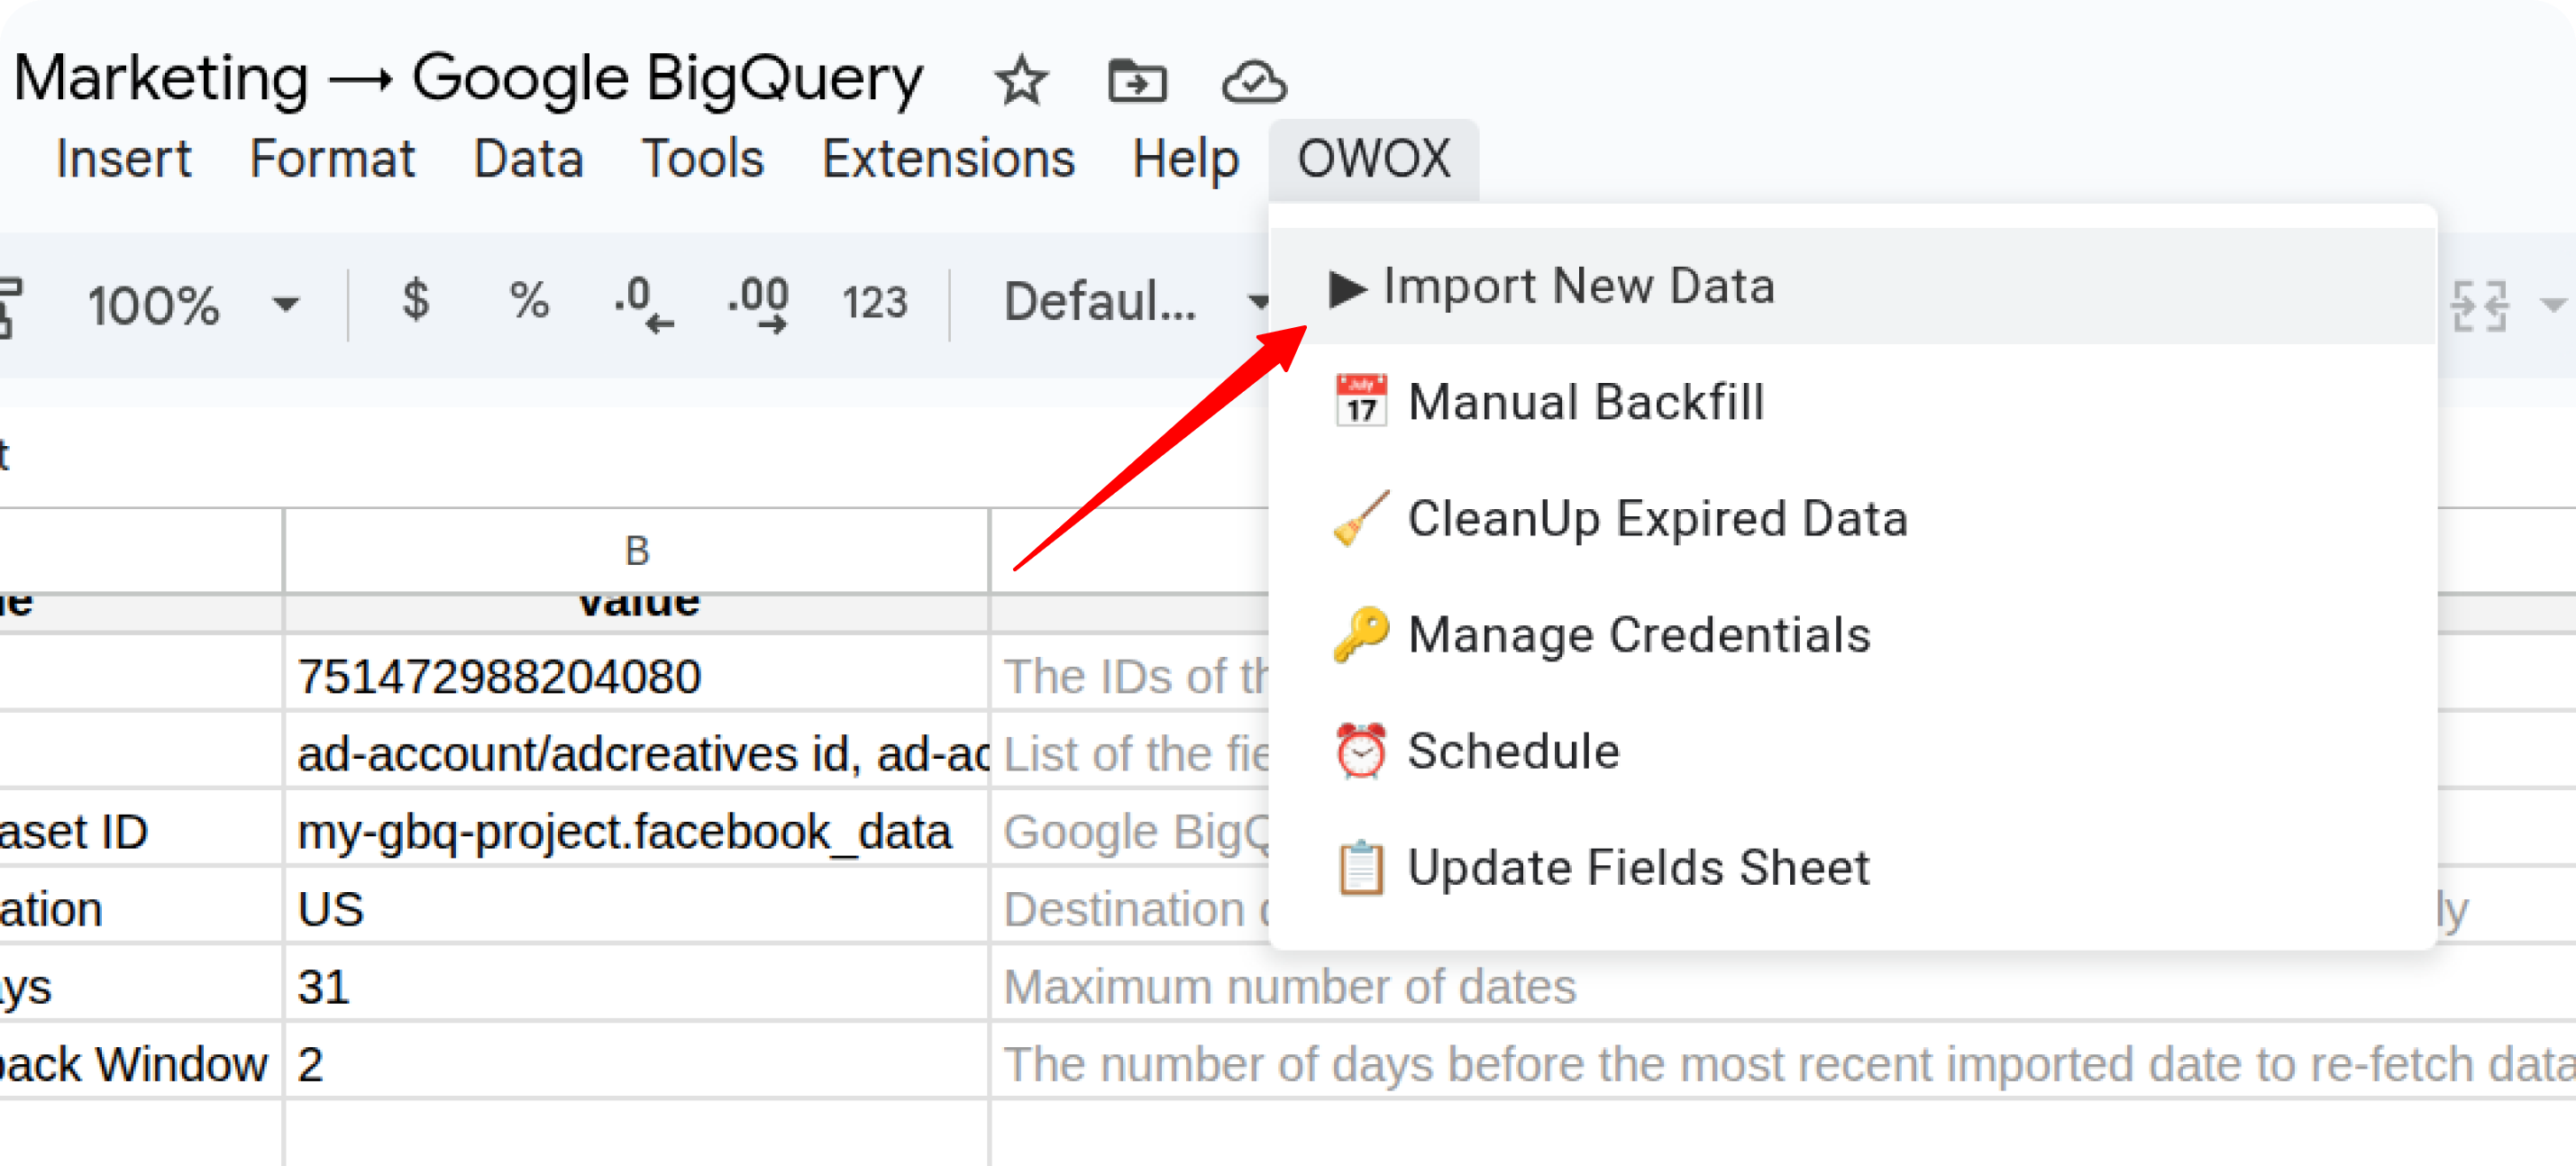 Marketing → Google BigQuery
Insert Format Data Tools Extensions Help OWOX
100% $ % .0 .00 123 Defaul...
▶ Import New Data
July 17 Manual Backfill
CleanUp Expired Data
Manage Credentials
Schedule
Update Fields Sheet
t
B
le Value
751472988204080 The IDs of th
ad-account/adcreatives id, ad-ac List of the fie
aset ID my-gbq-project.facebook_data Google BigQ
ation US Destination ly
ys 31 Maximum number of dates
back Window 2 The number of days before the most recent imported date to re-fetch data